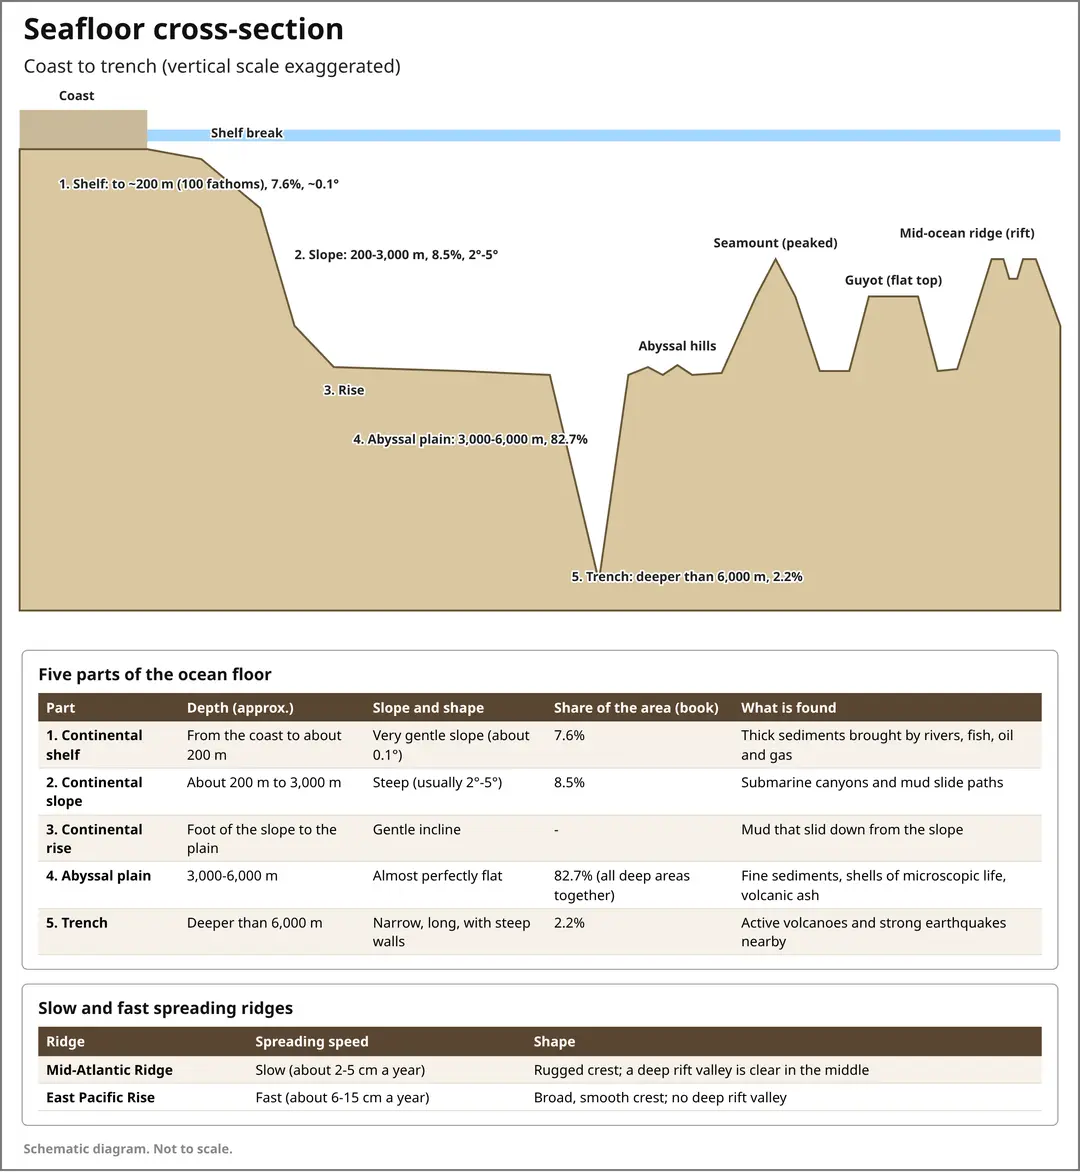 Seafloor cross-section
Coast to trench (vertical scale exaggerated)
Coast
Shelf break
1. Shelf: to ~200 m (100 fathoms), 7.6%, ~0.1°
2. Slope: 200-3,000 m, 8.5%, 2°-5°
Seamount (peaked)
Mid-ocean ridge (rift)
Guyot (flat top)
Abyssal hills
3. Rise
4. Abyssal plain: 3,000-6,000 m, 82.7%
5. Trench: deeper than 6,000 m, 2.2%
Five parts of the ocean floor
Part Depth (approx.) Slope and shape Share of the area (book) What is found
1. Continental shelf From the coast to about 200 m Very gentle slope (about 0.1°) 7.6% Thick sediments brought by rivers, fish, oil and gas
2. Continental slope About 200 m to 3,000 m Steep (usually 2°-5°) 8.5% Submarine canyons and mud slide paths
3. Continental rise Foot of the slope to the plain Gentle incline - Mud that slid down from the slope
4. Abyssal plain 3,000-6,000 m Almost perfectly flat 82.7% (all deep areas together) Fine sediments, shells of microscopic life, volcanic ash
5. Trench Deeper than 6,000 m Narrow, long, with steep walls 2.2% Active volcanoes and strong earthquakes nearby
Slow and fast spreading ridges
Ridge Spreading speed Shape
Mid-Atlantic Ridge Slow (about 2-5 cm a year) Rugged crest; a deep rift valley is clear in the middle
East Pacific Rise Fast (about 6-15 cm a year) Broad, smooth crest; no deep rift valley
Schematic diagram. Not to scale.